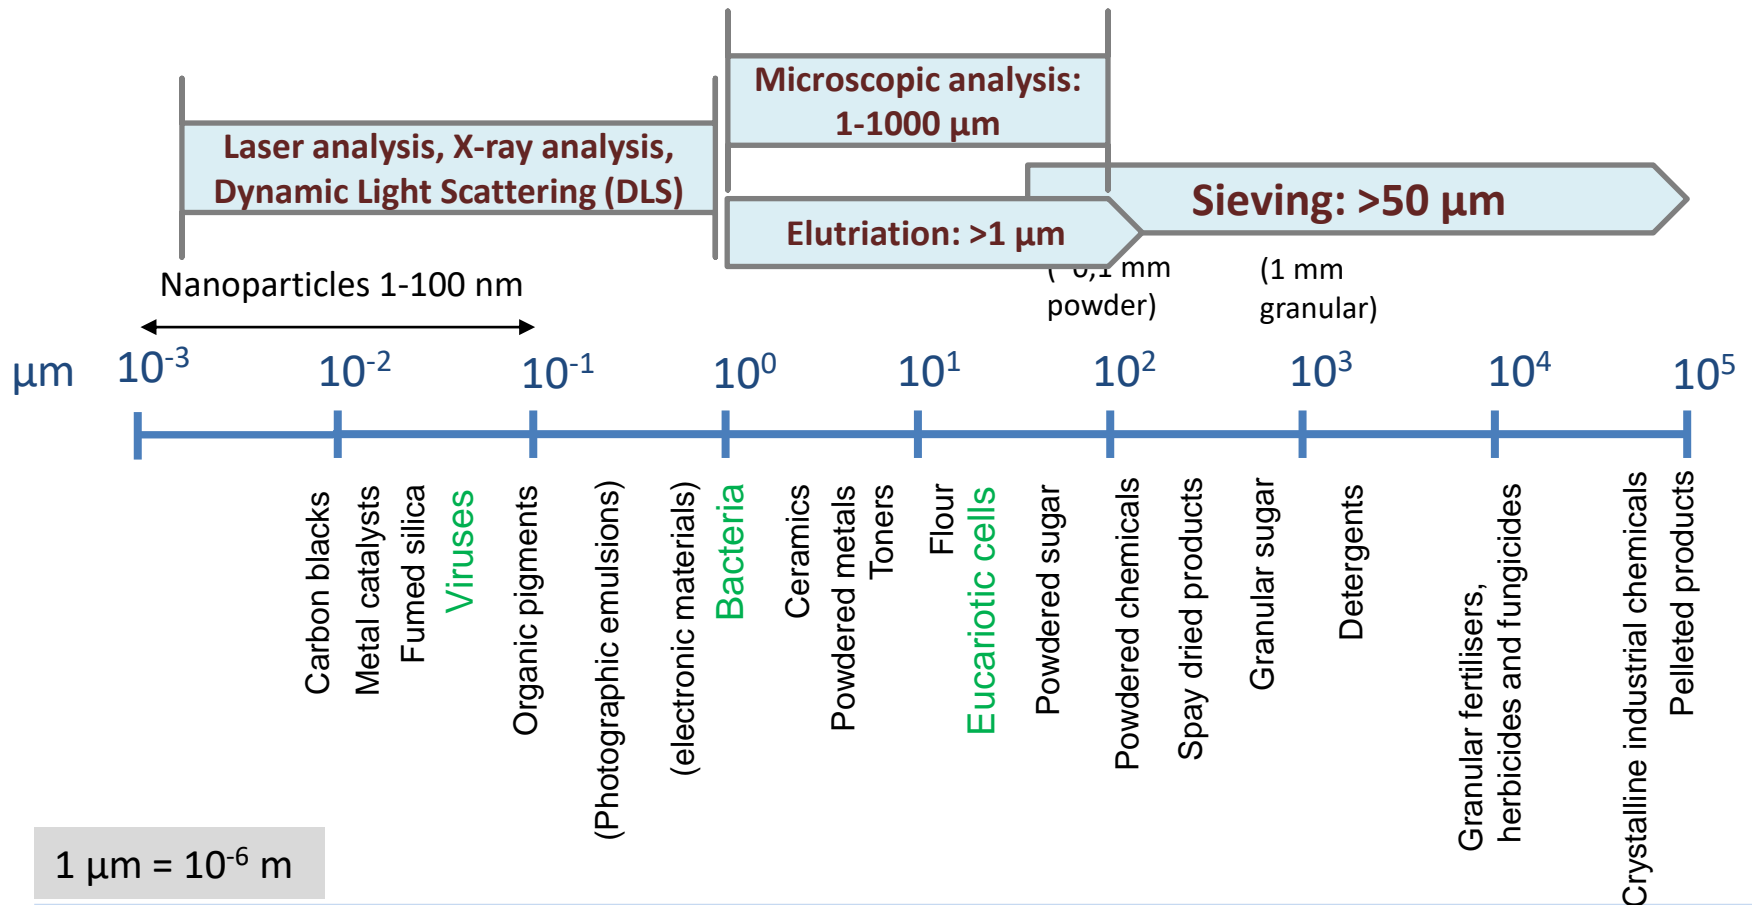 Microscopic analysis:
1-1000 µm
Laser analysis, X-ray analysis,
Dynamic Light Scattering (DLS)
Sieving: >50 µm
Elutriation: >1 µm
mm
powder)
(1 mm
granular)
Nanoparticles 1-100 nm
µm 10⁻³ 10⁻² 10⁻¹ 10⁰ 10¹ 10² 10³ 10⁴ 10⁵
Carbon blacks
Metal catalysts
Fumed silica
Viruses
Organic pigments
(Photographic emulsions)
(electronic materials)
Bacteria
Ceramics
Powdered metals
Toners
Flour
Eucariotic cells
Powdered sugar
Powdered chemicals
Spay dried products
Granular sugar
Detergents
Granular fertilisers,
herbicides and fungicides
Crystalline industrial chemicals
Pelleted products
1 µm = 10⁻⁶ m